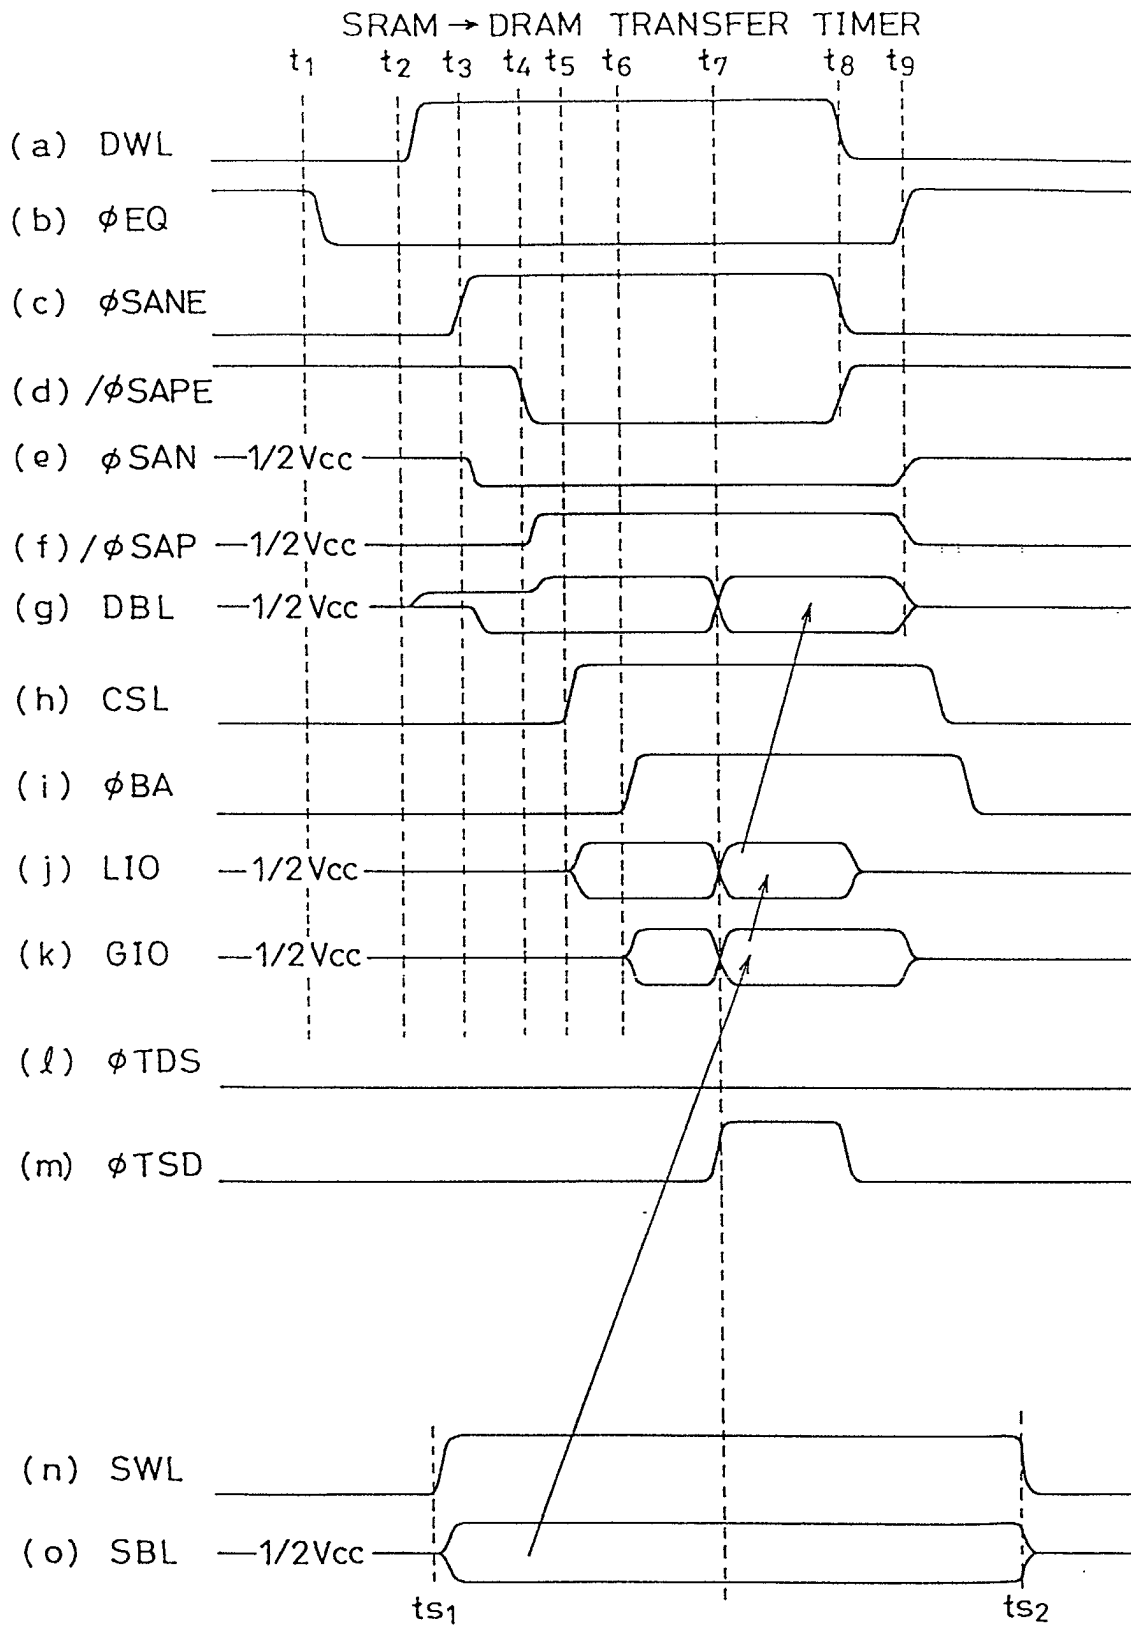 SRAM → DRAM TRANSFER TIMER
t1 t2 t3 t4 t5 t6 t7 t8 t9
(a) DWL
(b) ϕEQ
(c) ϕSANE
(d) /ϕSAPE
(e) ϕSAN 1/2Vcc
(f) /ϕSAP 1/2Vcc
(g) DBL 1/2Vcc
(h) CSL
(i) ϕBA
(j) LIO 1/2Vcc
(k) GIO 1/2Vcc
(ℓ) ϕTDS
(m) ϕTSD
(n) SWL
(o) SBL 1/2Vcc
ts1 ts2